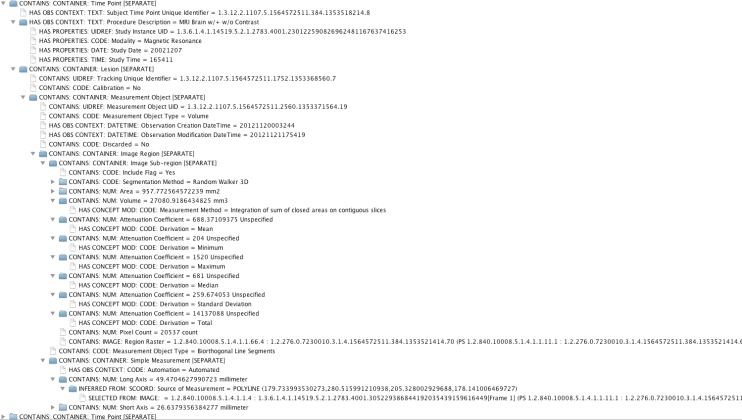 CONTAINS: CONTAINER: Time Point [SEPARATE]
HAS OBS CONTEXT: TEXT: Subject Time Point Unique Identifier = 1.3.12.2.1107.5.1564572511.384.1353518214.8
HAS OBS CONTEXT: TEXT: Procedure Description = MRI Brain w/+ w/o Contrast
HAS PROPERTIES: UIDREF: Study Instance UID = 1.3.6.1.4.1.14519.5.2.1.2783.4001.230122590826962481167637416253
HAS PROPERTIES: CODE: Modality = Magnetic Resonance
HAS PROPERTIES: DATE: Study Date = 20021207
HAS PROPERTIES: TIME: Study Time = 165411
CONTAINS: CONTAINER: Lesion [SEPARATE]
CONTAINS: UIDREF: Tracking Unique Identifier = 1.3.12.2.1107.5.1564572511.1752.1353368560.7
CONTAINS: CODE: Calibration = No
CONTAINS: CONTAINER: Measurement Object [SEPARATE]
CONTAINS: UIDREF: Measurement Object UID = 1.3.12.2.1107.5.1564572511.2560.1353371564.19
CONTAINS: CODE: Measurement Object Type = Volume
HAS OBS CONTEXT: DATETIME: Observation Creation DateTime = 20121120003244
HAS OBS CONTEXT: DATETIME: Observation Modification DateTime = 20121121175419
CONTAINS: CODE: Discarded = No
CONTAINS: CONTAINER: Image Region [SEPARATE]
CONTAINS: CONTAINER: Image Sub-region [SEPARATE]
CONTAINS: CODE: Include Flag = Yes
CONTAINS: CODE: Segmentation Method = Random Walker 3D
CONTAINS: NUM: Area = 957.772564572239 mm2
CONTAINS: NUM: Volume = 27080.9186434875 mm3
HAS CONCEPT MOD: CODE: Measurement Method = Integration of sum of closed areas on contiguous slices
CONTAINS: NUM: Attenuation Coefficient = 688.37109375 Unspecified
HAS CONCEPT MOD: CODE: Derivation = Mean
CONTAINS: NUM: Attenuation Coefficient = 204 Unspecified
HAS CONCEPT MOD: CODE: Derivation = Minimum
CONTAINS: NUM: Attenuation Coefficient = 1520 Unspecified
HAS CONCEPT MOD: CODE: Derivation = Maximum
CONTAINS: NUM: Attenuation Coefficient = 681 Unspecified
HAS CONCEPT MOD: CODE: Derivation = Median
CONTAINS: NUM: Attenuation Coefficient = 259.674053 Unspecified
HAS CONCEPT MOD: CODE: Derivation = Standard Deviation
CONTAINS: NUM: Attenuation Coefficient = 14137088 Unspecified
HAS CONCEPT MOD: CODE: Derivation = Total
CONTAINS: NUM: Pixel Count = 20537 count
CONTAINS: IMAGE: Region Raster = 1.2.840.10008.5.1.4.1.1.66.4 : 1.2.276.0.7230010.3.1.4.1564572511.384.1353521414.70 (PS 1.2.840.10008.5.1.4.1.1.11.1 : 1.2.276.0.7230010.3.1.4.1564572511.384.1353521414.6
CONTAINS: CODE: Measurement Object Type = Biorthogonal Line Segments
CONTAINS: CONTAINER: Simple Measurement [SEPARATE]
HAS OBS CONTEXT: CODE: Automation = Automated
CONTAINS: NUM: Long Axis = 49.4704627990723 millimeter
INFERRED FROM: SCOORD: Source of Measurement = POLYLINE (179.733993530273,280.515991210938,205.328002929688,178.141006469727)
SELECTED FROM: IMAGE: = 1.2.840.10008.5.1.4.1.1.4 : 1.3.6.1.4.1.14519.5.2.1.2783.4001.305229386844192035439159616449[Frame 1] (PS 1.2.840.10008.5.1.4.1.1.11.1 : 1.2.276.0.7230010.3.1.4.1564572511
CONTAINS: NUM: Short Axis = 26.6379356384277 millimeter
CONTAINS: CONTAINER: Time Point [SEPARATE]